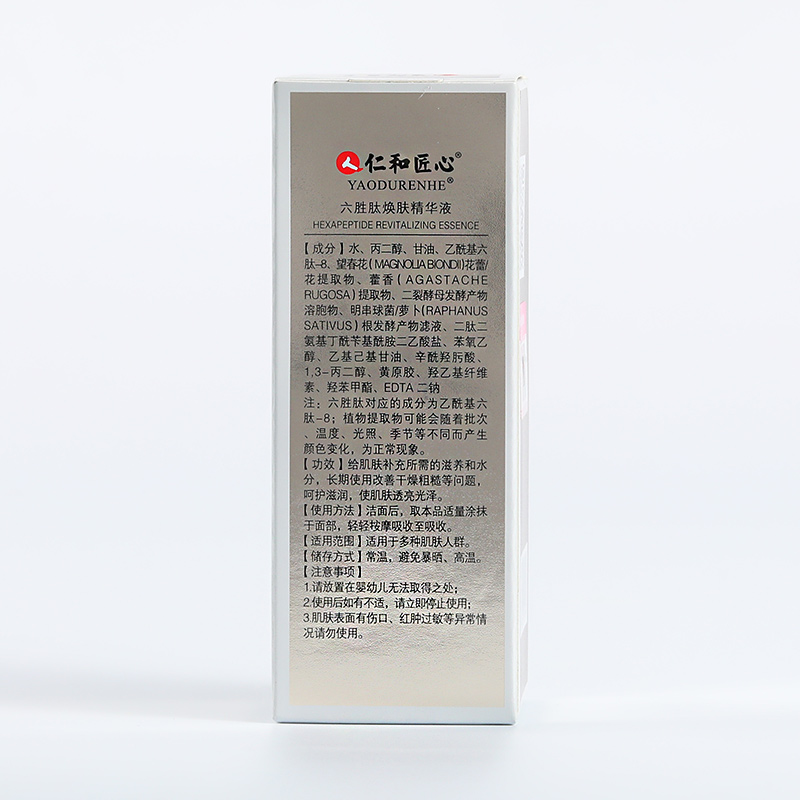 仁和匠心®
YAODURENHE®
六胜肽焕肤精华液
HEXAPEPTIDE REVITALIZING ESSENCE
【成分】水、丙二醇、甘油、乙酰基六
肽-8、望春花(MAGNOLIA BIONDII)花蕾/
花提取物、藿香(AGASTACHE
RUGOSA)提取物、二裂酵母发酵产物
溶胞物、明串球菌/萝卜(RAPHANUS
SATIVUS)根发酵产物滤液、二肽二
氨基丁酰苄基酰胺二乙酸盐、苯氧乙
醇、乙基己基甘油、辛酰羟肟酸、
1,3-丙二醇、黄原胶、羟乙基纤维
素、羟苯甲酯、EDTA 二钠
注：六胜肽对应的成分为乙酰基六
肽-8；植物提取物可能会随着批次
、温度、光照、季节等不同而产生
颜色变化，为正常现象。
【功效】给肌肤补充所需的滋养和水
分，长期使用改善干燥粗糙等问题，
呵护滋润，使肌肤透亮光泽。
【使用方法】洁面后，取本品适量涂抹
于面部，轻轻按摩吸收至吸收。
【适用范围】适用于多种肌肤人群。
【储存方式】常温，避免暴晒、高温。
【注意事项】
1.请放置在婴幼儿无法取得之处；
2.使用后如有不适，请立即停止使用；
3.肌肤表面有伤口、红肿过敏等异常情
况请勿使用。